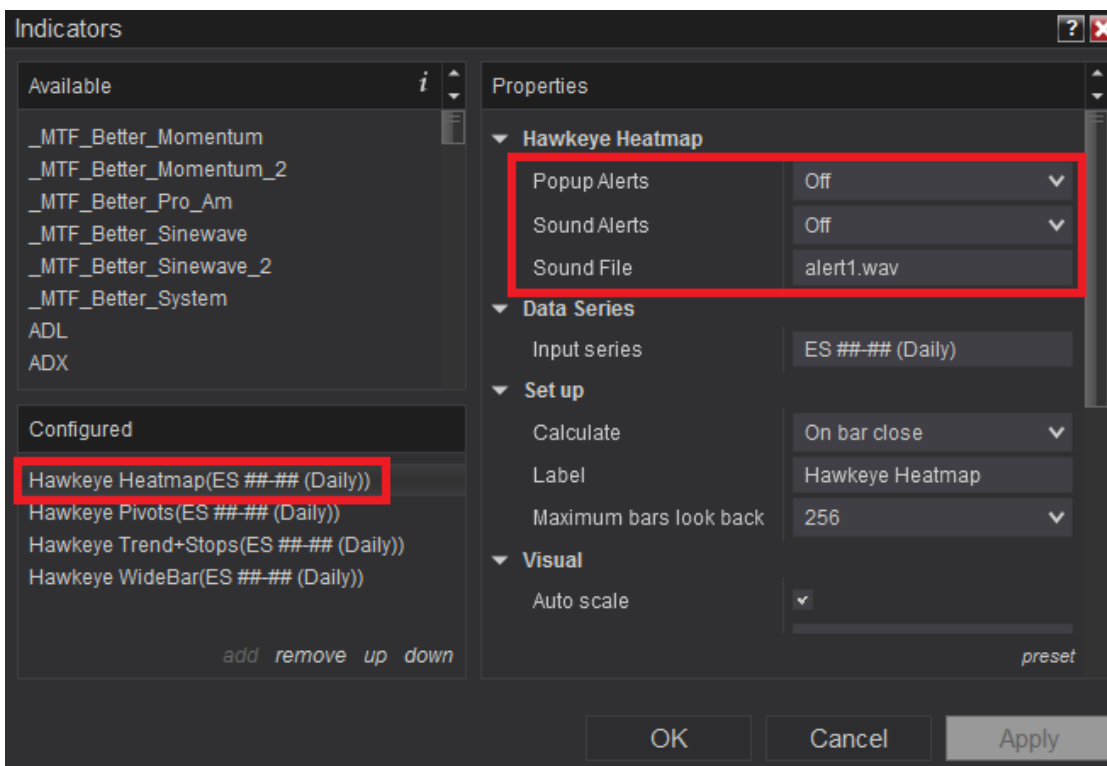 Indicators
?
Available
i
_MTF_Better_Momentum
_MTF_Better_Momentum_2
_MTF_Better_Pro_Am
_MTF_Better_Sinewave
_MTF_Better_Sinewave_2
_MTF_Better_System
ADL
ADX
Configured
Hawkeye Heatmap(ES ##-## (Daily))
Hawkeye Pivots(ES ##-## (Daily))
Hawkeye Trend+Stops(ES ##-## (Daily))
Hawkeye WideBar(ES ##-## (Daily))
add remove up down
Properties
Hawkeye Heatmap
Popup Alerts Off
Sound Alerts Off
Sound File alert1.wav
Data Series
Input series ES ##-## (Daily)
Set up
Calculate On bar close
Label Hawkeye Heatmap
Maximum bars look back 256
Visual
Auto scale
preset
OK Cancel Apply